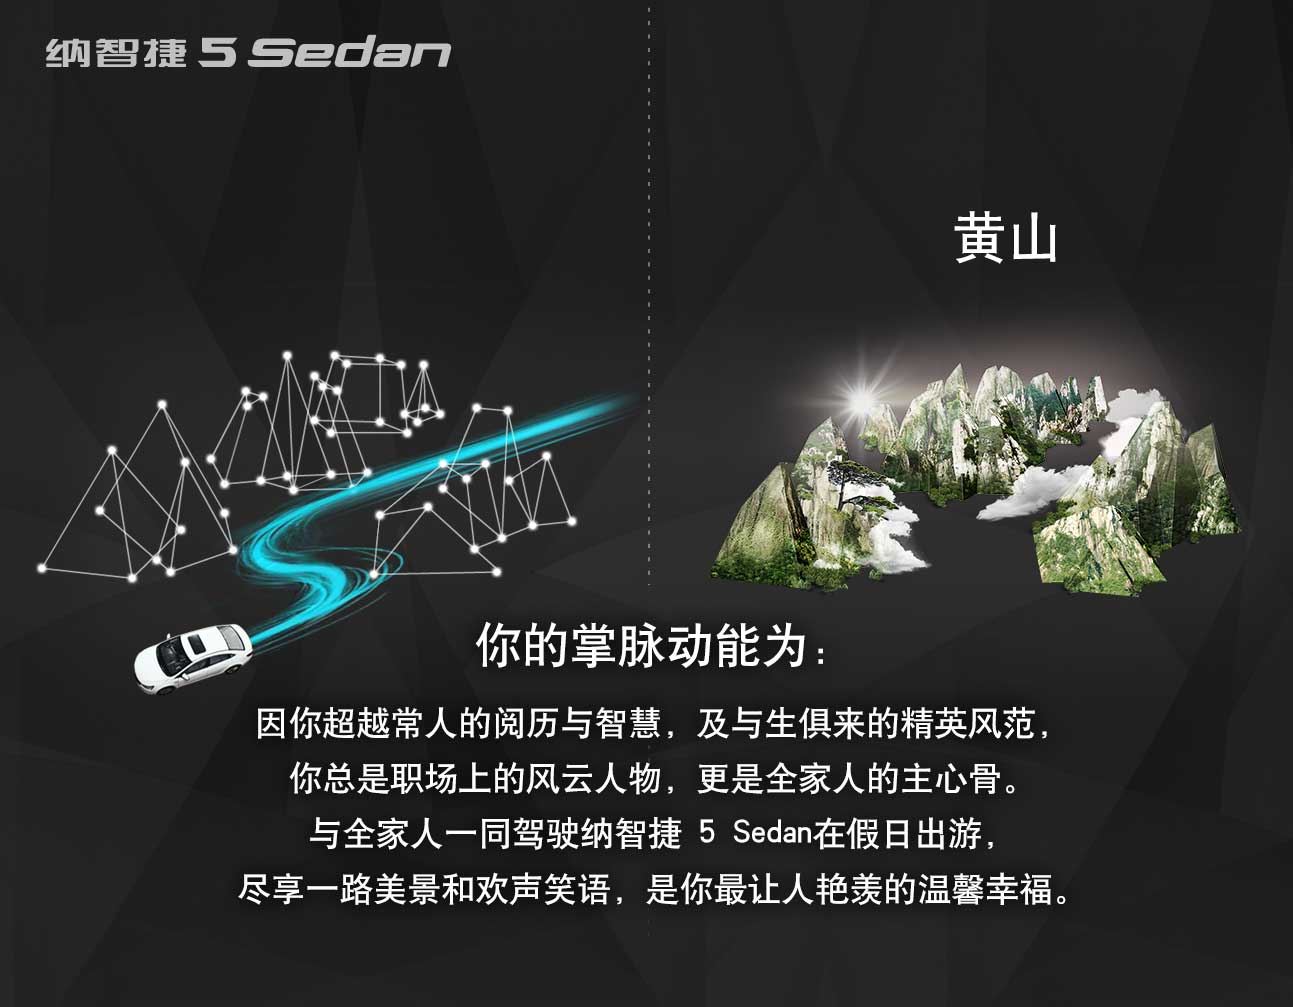 纳智捷 5 Sedan
黄山
你的掌脉动能为：
因你超越常人的阅历与智慧，及与生俱来的精英风范，
你总是职场上的风云人物，更是全家人的主心骨。
与全家人一同驾驶纳智捷 5 Sedan在假日出游，
尽享一路美景和欢声笑语，是你最让人艳羡的温馨幸福。